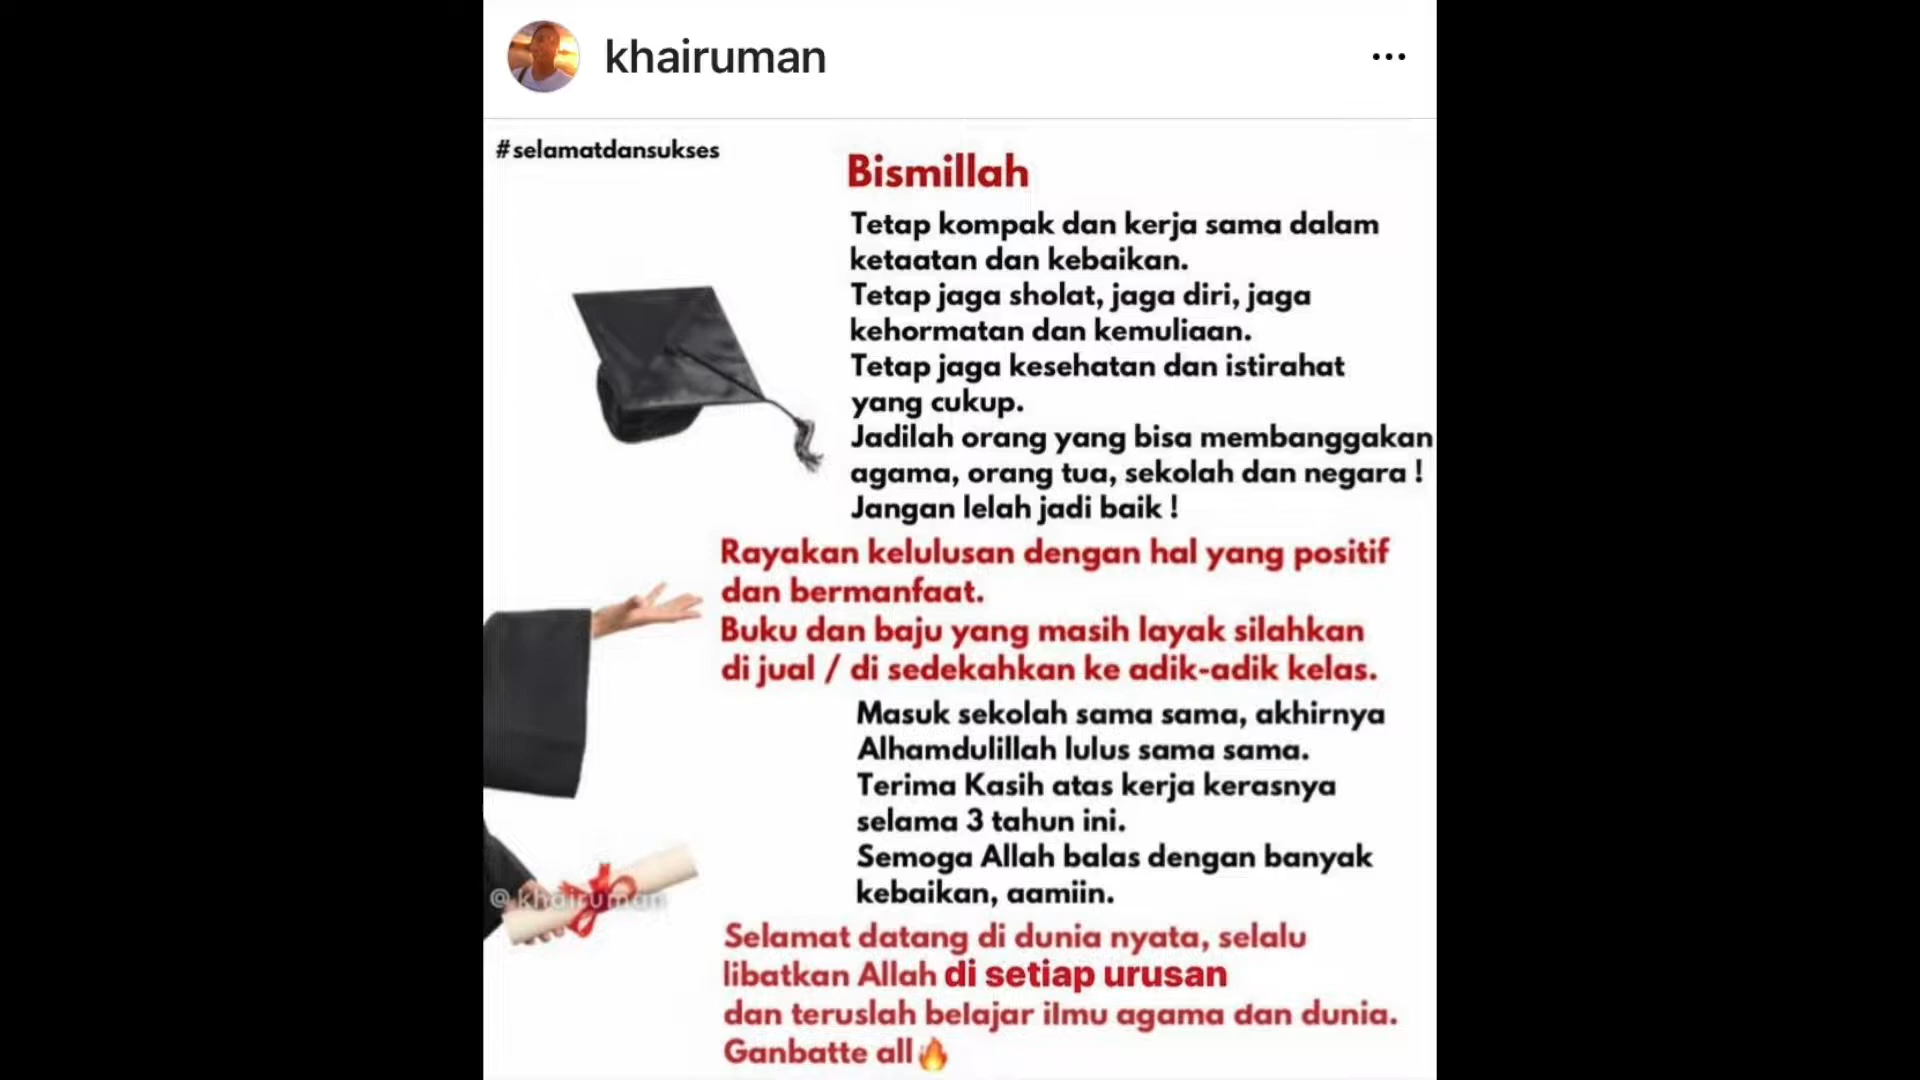 khairuman
#selamatdansukses
Bismillah
Tetap kompak dan kerja sama dalam
ketaatan dan kebaikan.
Tetap jaga sholat, jaga diri, jaga
kehormatan dan kemuliaan.
Tetap jaga kesehatan dan istirahat
yang cukup.
Jadilah orang yang bisa membanggakan
agama, orang tua, sekolah dan negara !
Jangan lelah jadi baik !
Rayakan kelulusan dengan hal yang positif
dan bermanfaat.
Buku dan baju yang masih layak silahkan
di jual / di sedekahkan ke adik-adik kelas.
Masuk sekolah sama sama, akhirnya
Alhamdulillah lulus sama sama.
Terima Kasih atas kerja kerasnya
selama 3 tahun ini.
Semoga Allah balas dengan banyak
kebaikan, aamiin.
@khairuman
Selamat datang di dunia nyata, selalu
libatkan Allah di setiap urusan
dan teruslah belajar ilmu agama dan dunia.
Ganbatte all🔥